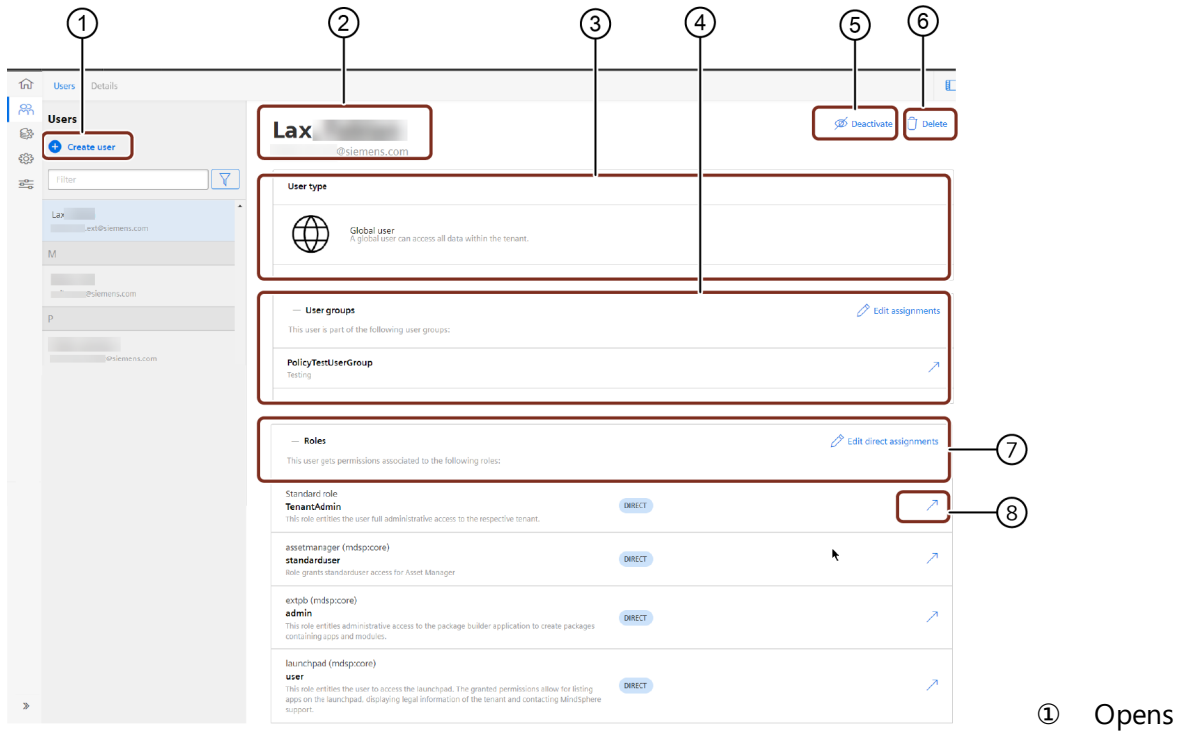 ① ② ③ ④ ⑤ ⑥
Users Details
Users
Create user
Filter
Lax
.ext@siemens.com
M
@siemens.com
P
@siemens.com
Lax
@siemens.com
Deactivate Delete
User type
Global user
A global user can access all data within the tenant.
— User groups Edit assignments
This user is part of the following user groups:
PolicyTestUserGroup
Testing
— Roles Edit direct assignments
⑦
This user gets permissions associated to the following roles:
Standard role
TenantAdmin DIRECT
⑧
This role entities the user full administrative access to the respective tenant.
assetmanager (mdsp:core)
standarduser DIRECT
Role grants standarduser access for Asset Manager
extpb (mdsp:core)
admin DIRECT
This role entities administrative access to the package builder application to create packages
containing apps and modules.
launchpad (mdsp:core)
user DIRECT
This role entities the user to access the launchpad. The granted permissions allow for listing
apps on the launchpad, displaying legal information of the tenant and contacting MindSphere
support.
① Opens